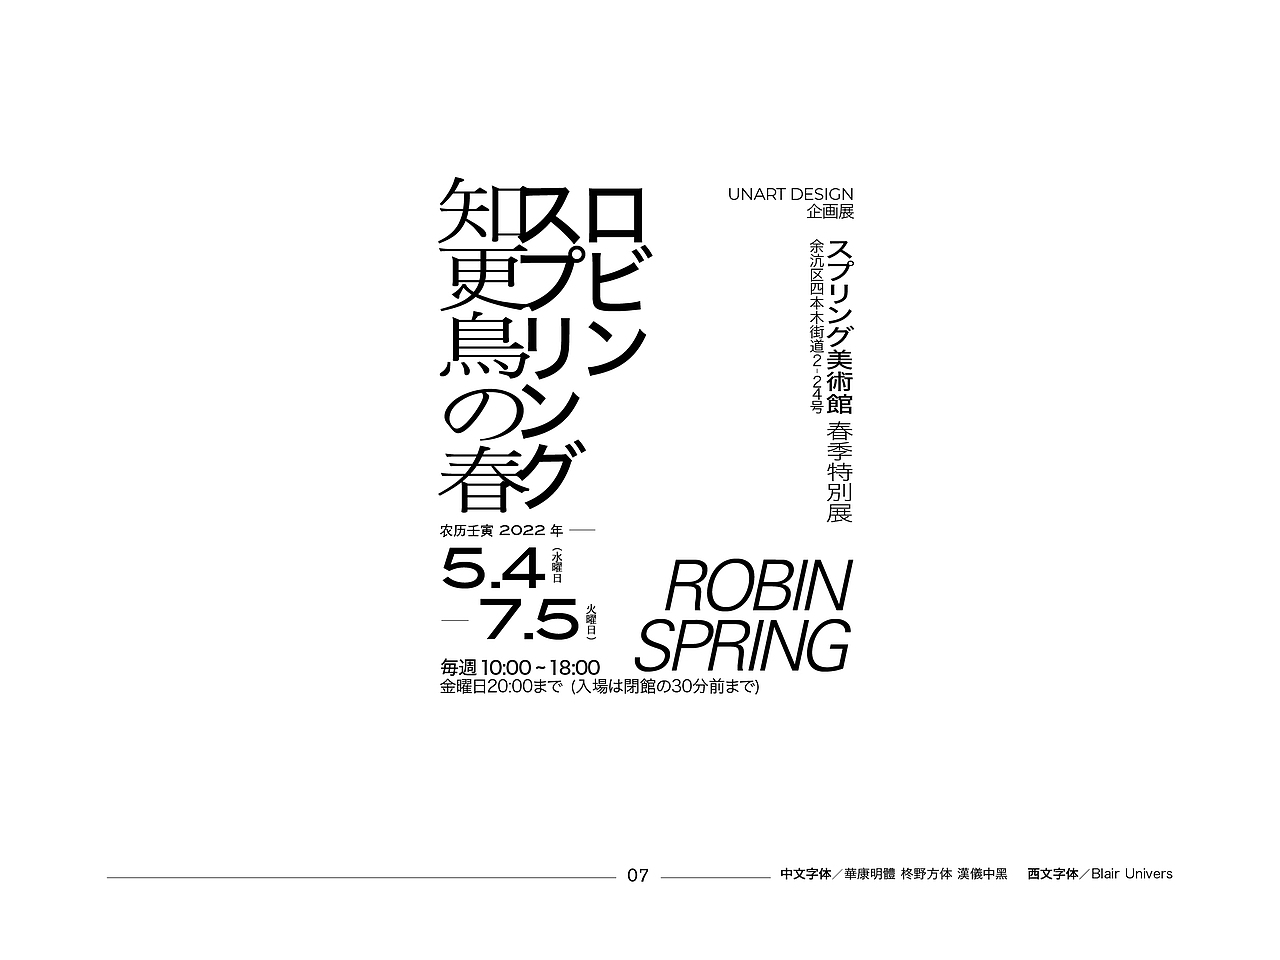 ロビン
スプリング
知更鳥の春
UNART DESIGN
企画展
スプリング美術館 春季特別展
余沆区四本木街道2-24号
农历壬寅 2022 年
5.4 (水曜日
7.5 火曜日)
毎週 10:00 ~ 18:00
金曜日20:00まで (入場は閉館の30分前まで)
ROBIN
SPRING
07
中文字体／華康明體 柊野方体 漢儀中黑 西文字体／Blair Univers